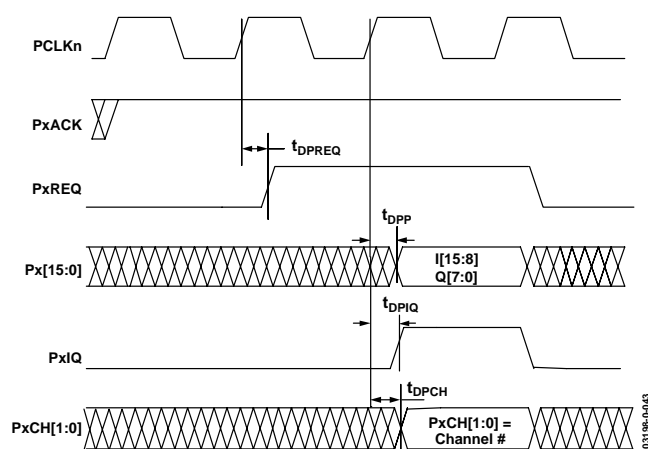 PCLKn
PxACK
tDPREQ
PxREQ
tDPP
Px[15:0]
I[15:8]
Q[7:0]
tDPIQ
PxIQ
tDPCH
PxCH[1:0]
PxCH[1:0] =
Channel #
03198-0-043